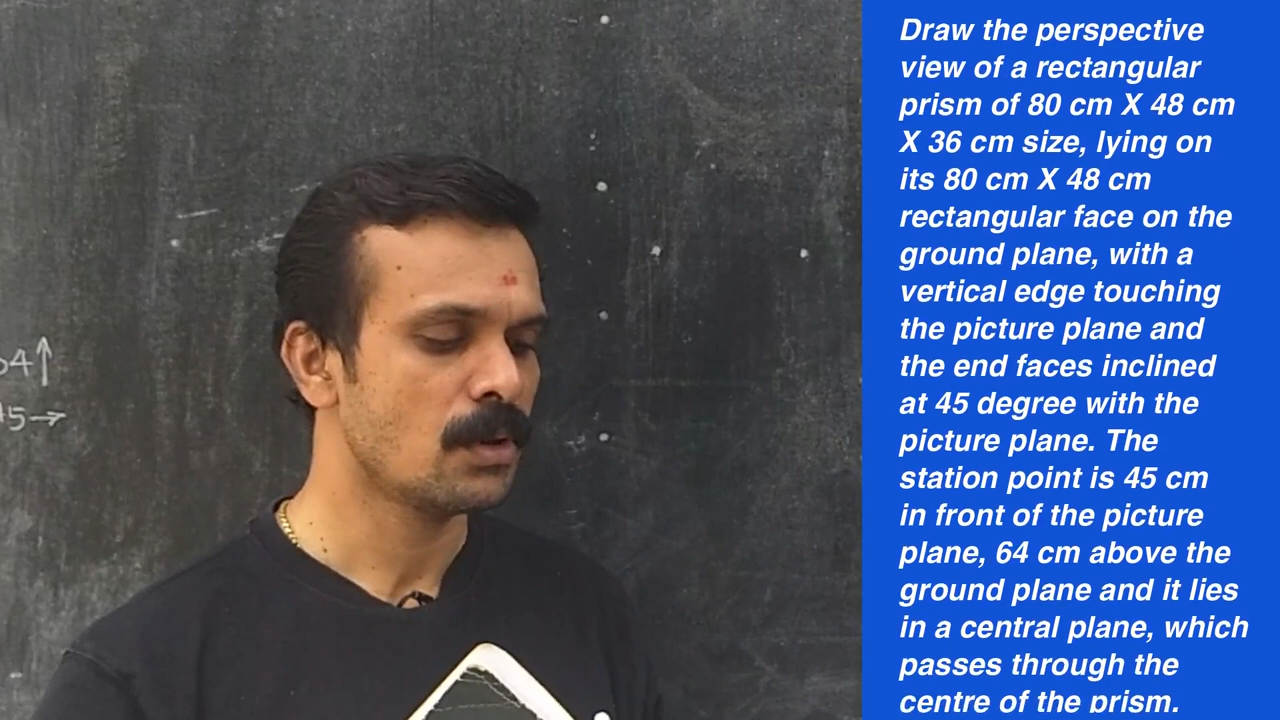 Draw the perspective
view of a rectangular
prism of 80 cm X 48 cm
X 36 cm size, lying on
its 80 cm X 48 cm
rectangular face on the
ground plane, with a
vertical edge touching
the picture plane and
the end faces inclined
at 45 degree with the
picture plane. The
station point is 45 cm
in front of the picture
plane, 64 cm above the
ground plane and it lies
in a central plane, which
passes through the
centre of the prism.